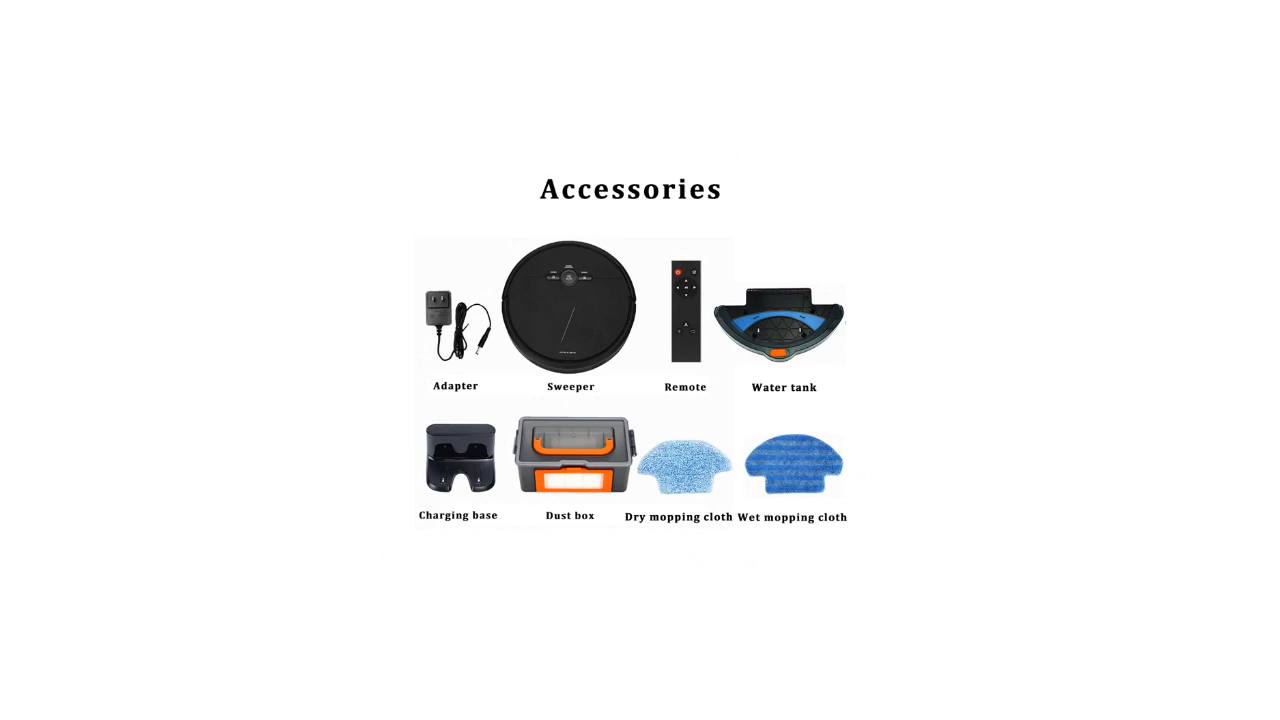 Accessories
Adapter
Sweeper
Remote
Water tank
Charging base
Dust box
Dry mopping cloth
Wet mopping cloth